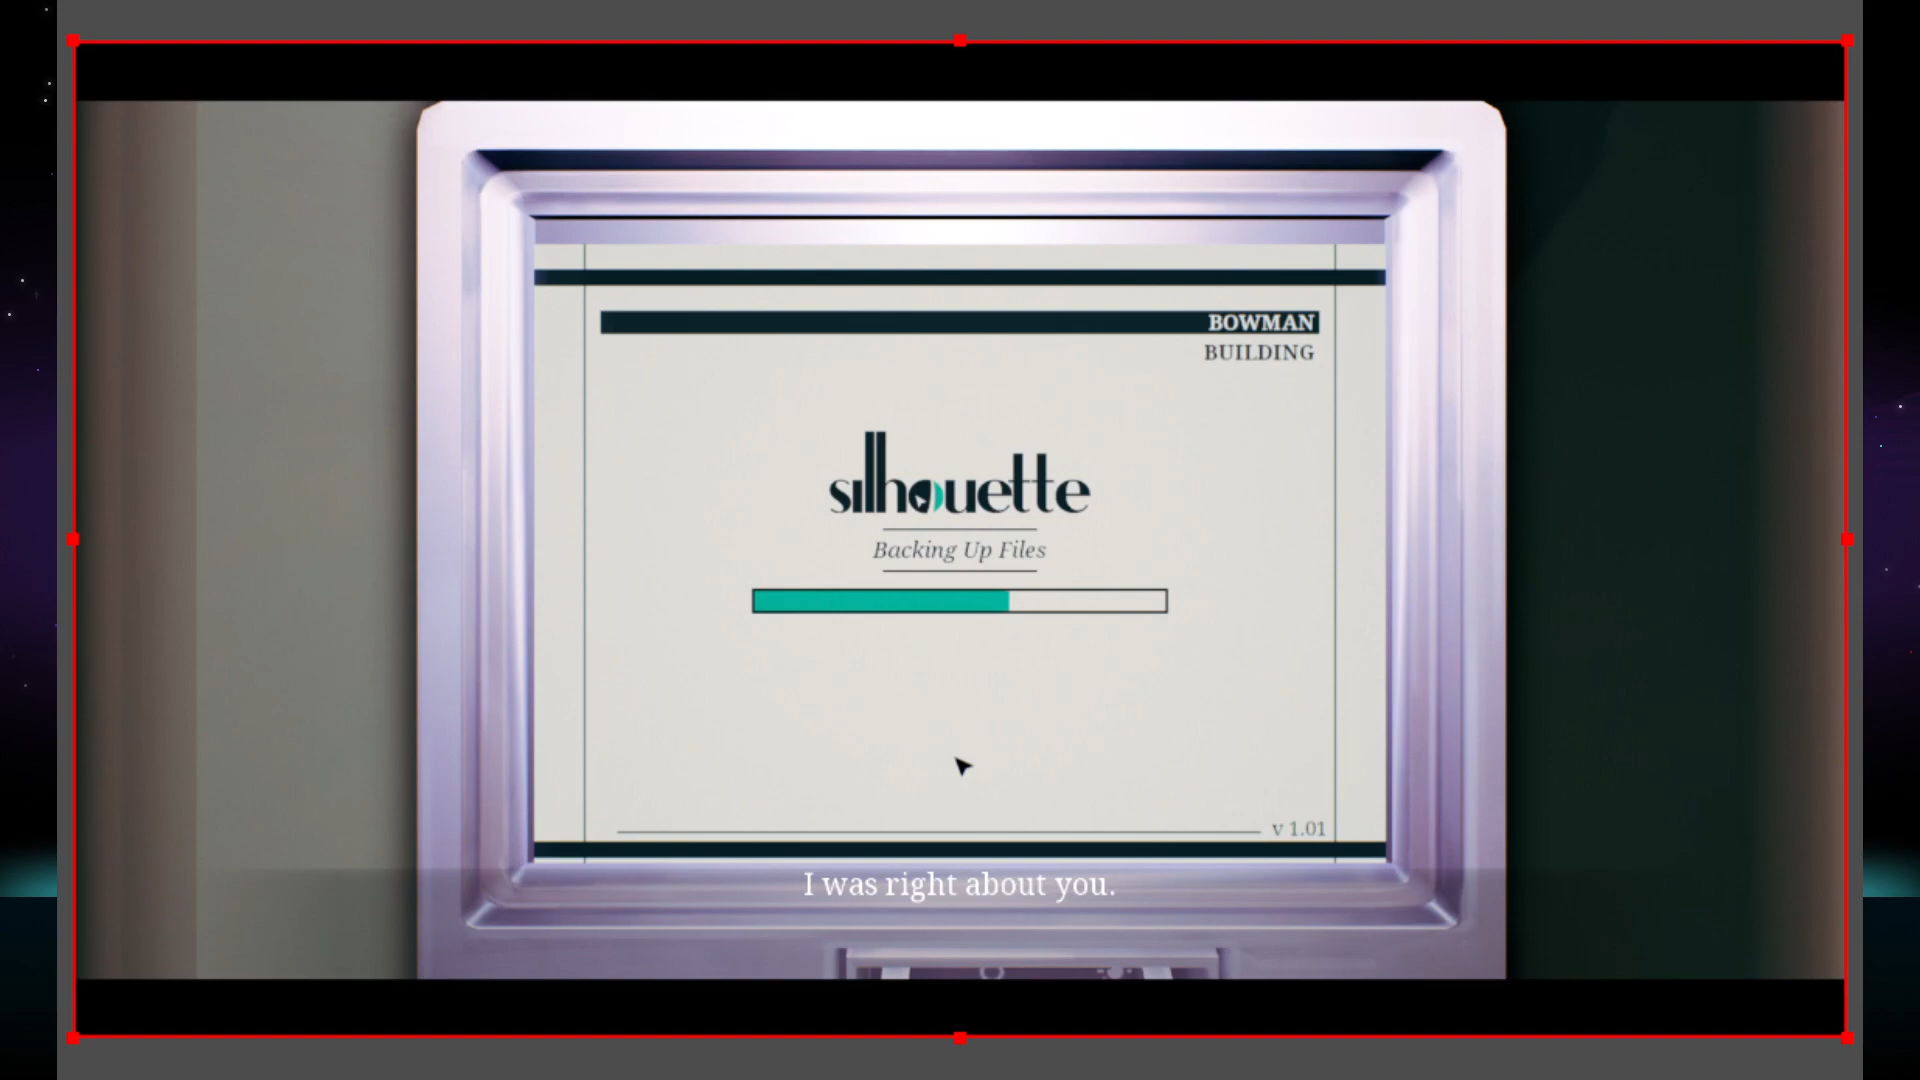 BOWMAN
BUILDING
silhouette
Backing Up Files
v 1.01
I was right about you.